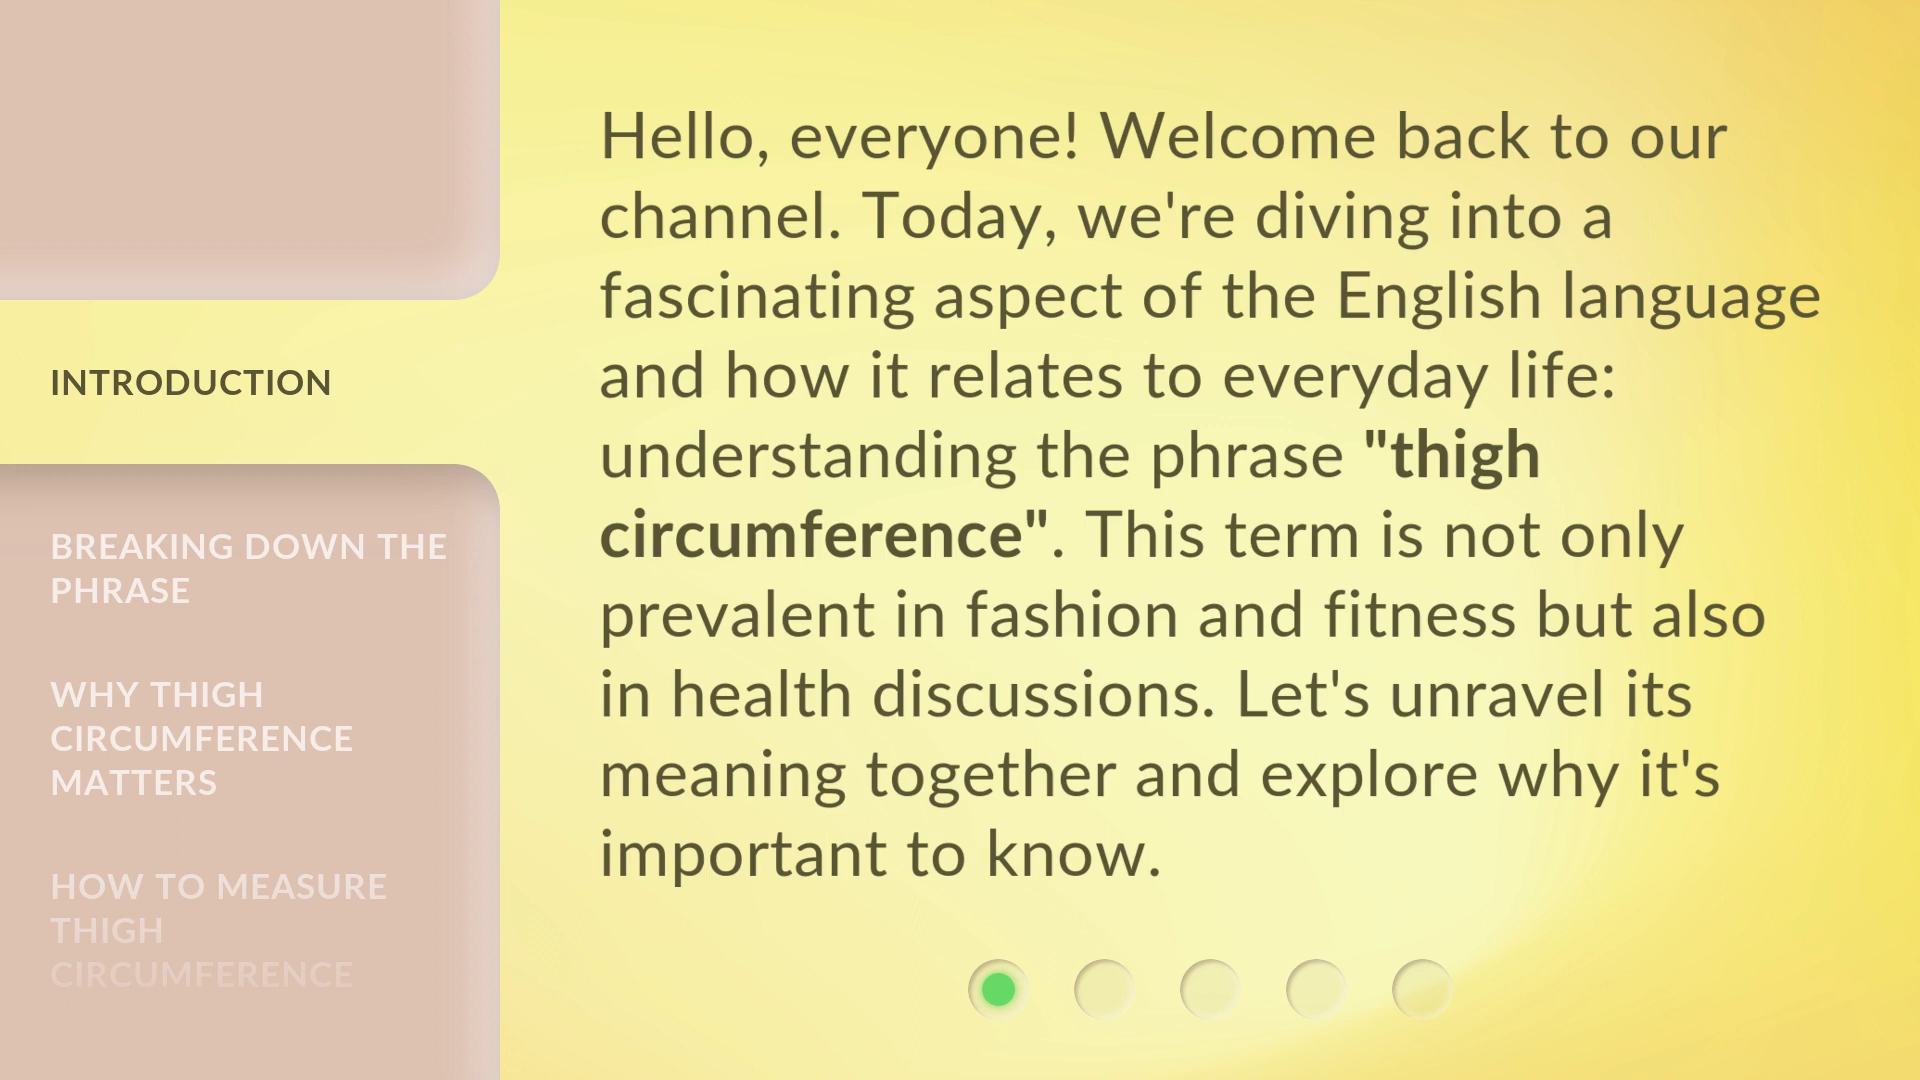 INTRODUCTION
BREAKING DOWN THE
PHRASE
WHY THIGH
CIRCUMFERENCE
MATTERS
HOW TO MEASURE
THIGH
CIRCUMFERENCE
Hello, everyone! Welcome back to our
channel. Today, we're diving into a
fascinating aspect of the English language
and how it relates to everyday life:
understanding the phrase "thigh
circumference". This term is not only
prevalent in fashion and fitness but also
in health discussions. Let's unravel its
meaning together and explore why it's
important to know.